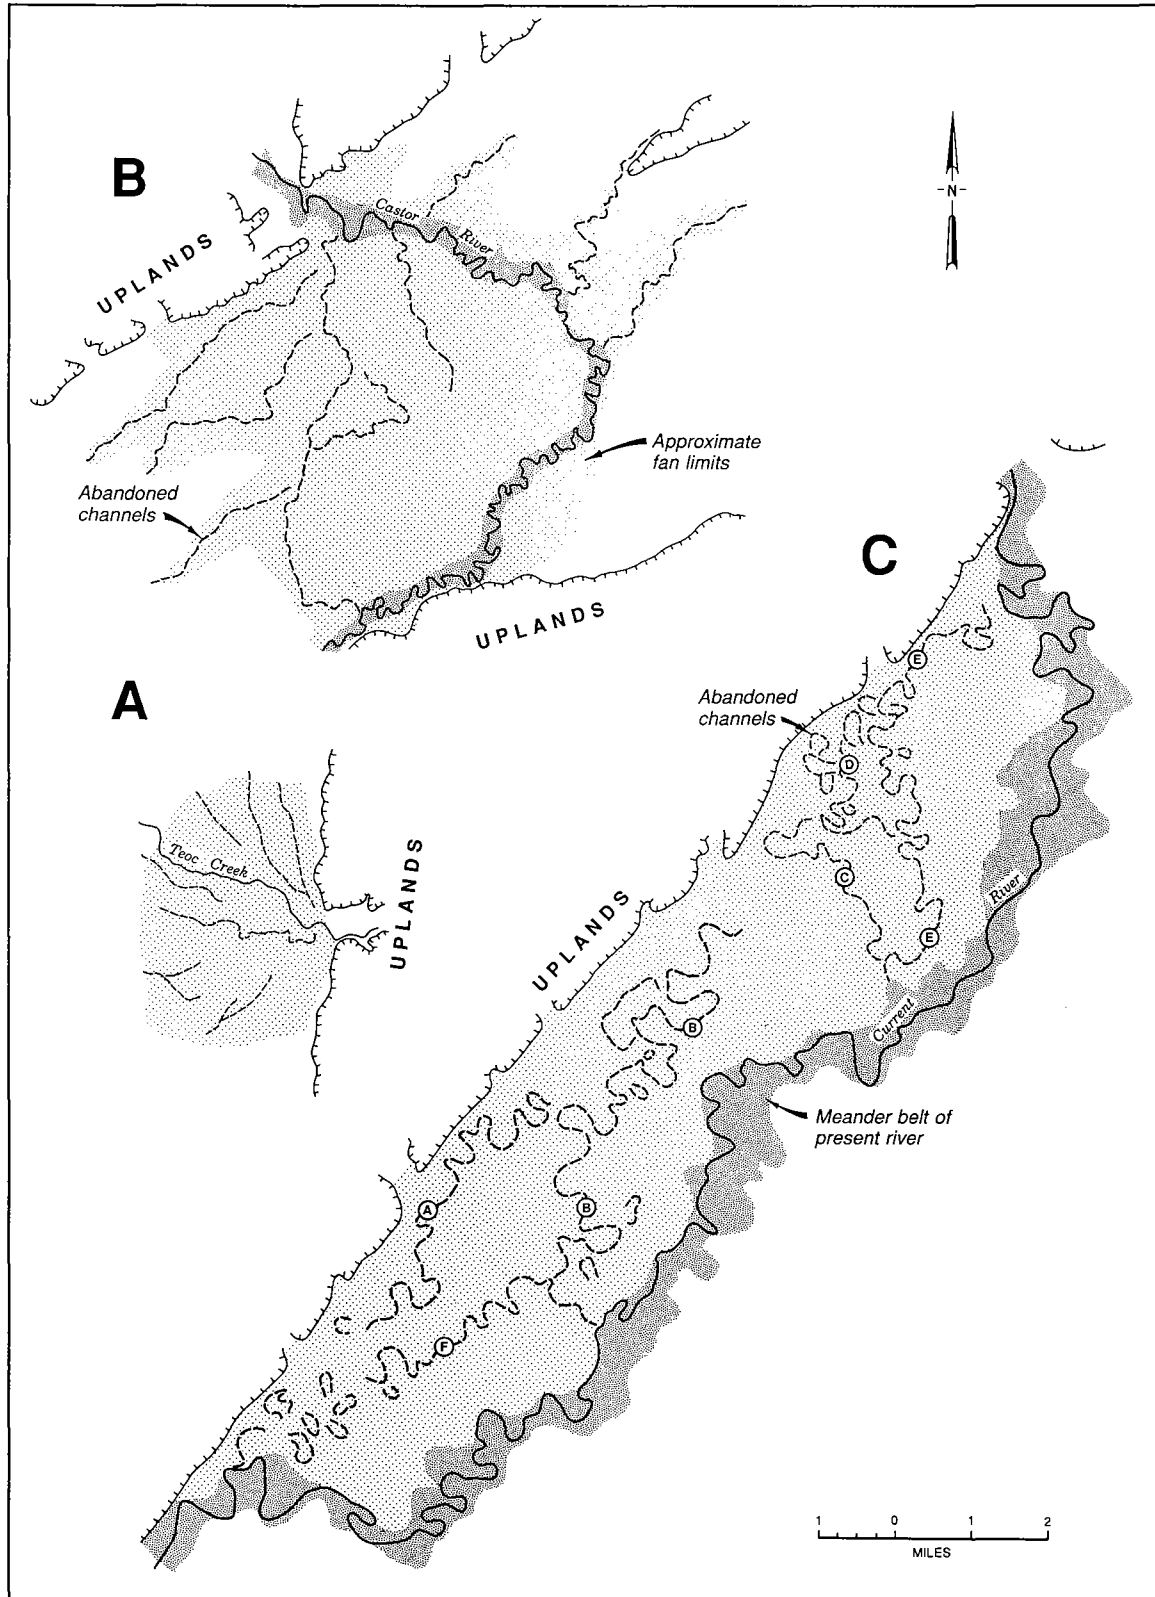 B
Castor
River
UPLANDS
N
Approximate
fan limits
Abandoned
channels
UPLANDS
C
A
Abandoned
channels
E
D
Teoc Creek
UPLANDS
C
River
UPLANDS
E
B
Current
Meander belt of
present river
A
B
F
1 0 1 2
MILES